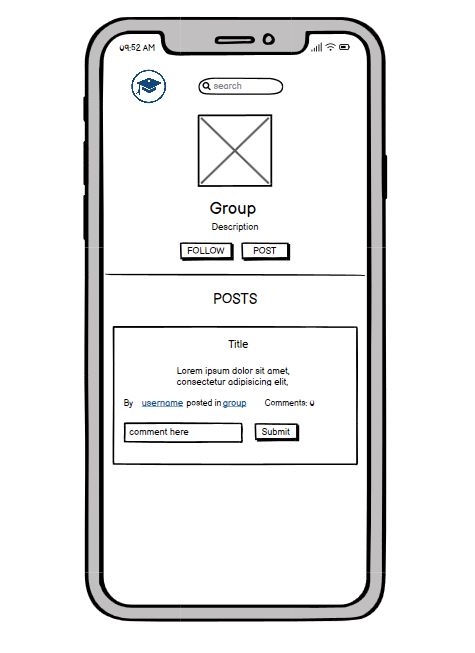 09:52 AM
search
Group
Description
FOLLOW POST
POSTS
Title
Lorem ipsum dolor sit amet,
consectetur adipisicing elit,
By username posted in group Comments: 0
comment here Submit